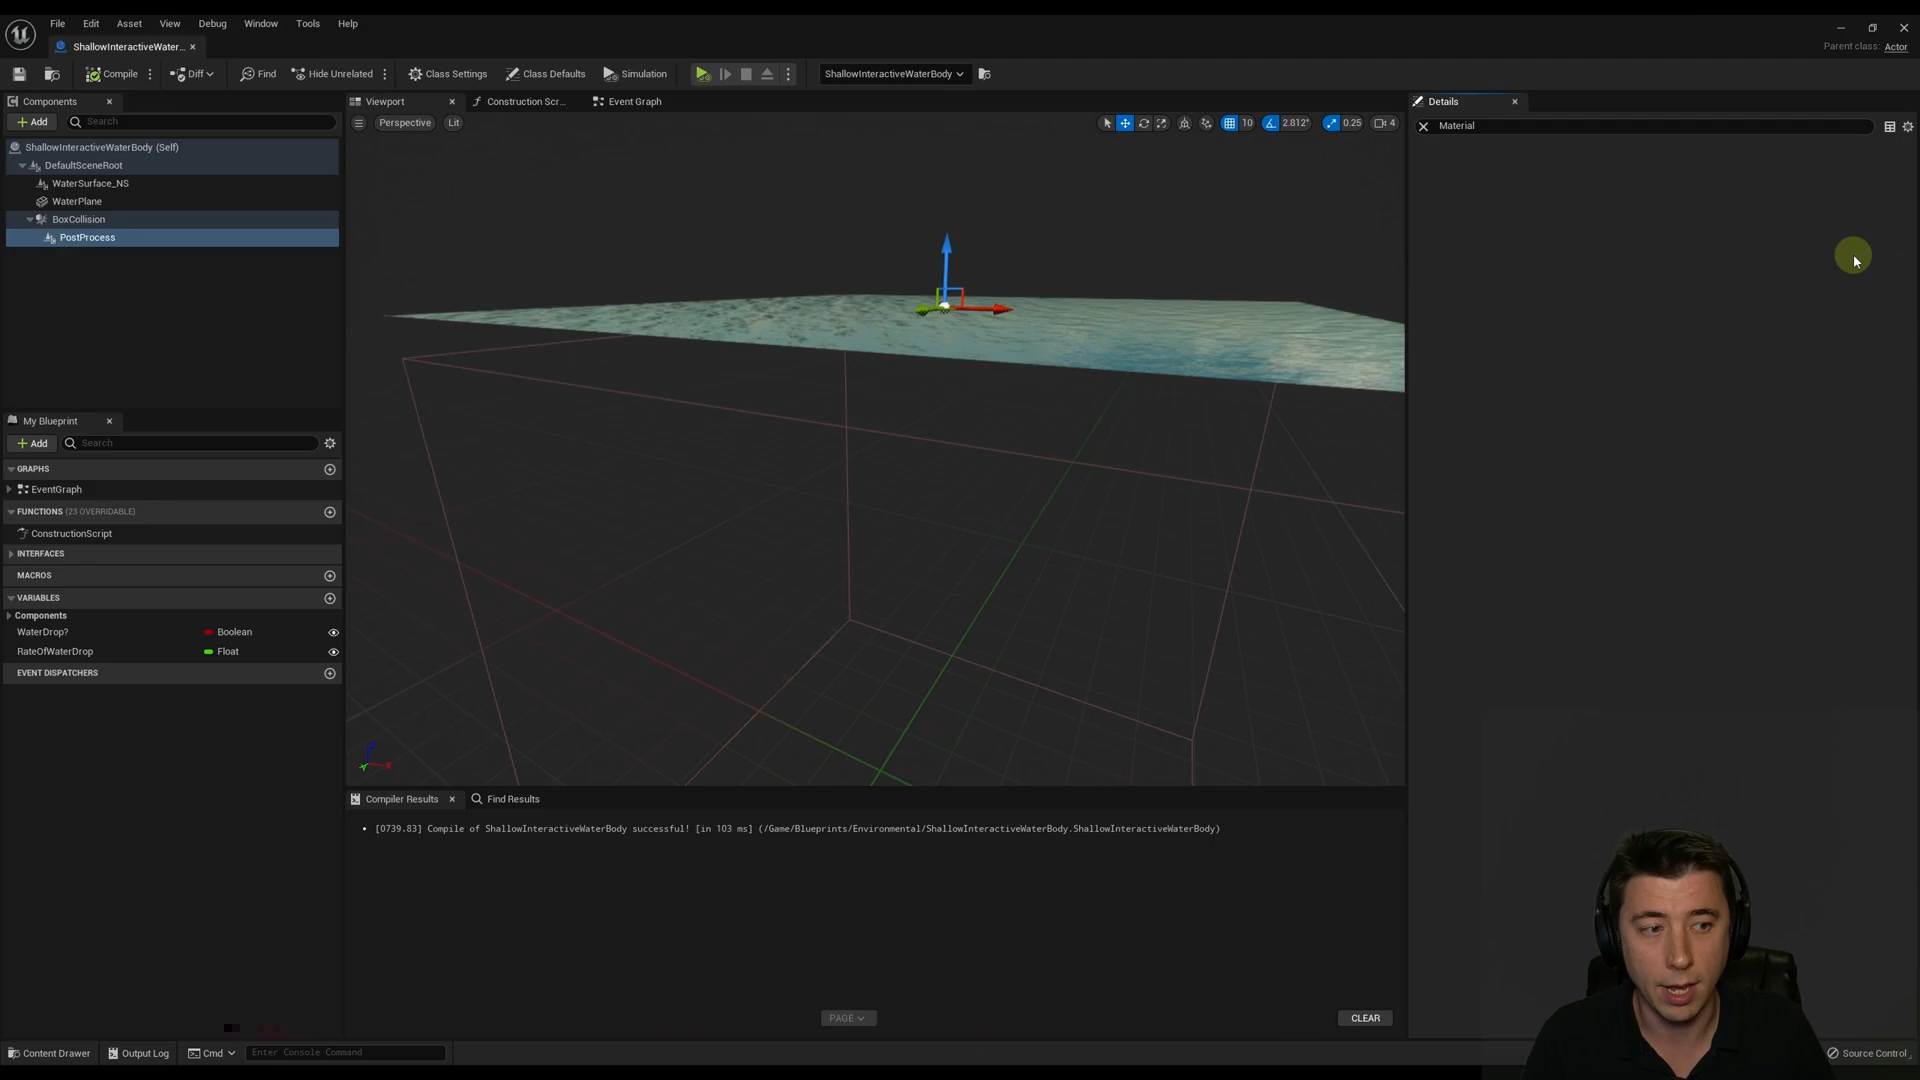 File Edit Asset View Debug Window Tools Help
ShallowInteractiveWater...
Parent class: Actor
Compile Diff Find Hide Unrelated Class Settings Class Defaults Simulation ShallowInteractiveWaterBody
Components
Add Search
ShallowInteractiveWaterBody (Self)
DefaultSceneRoot
WaterSurface_NS
WaterPlane
BoxCollision
PostProcess
My Blueprint
Add Search
GRAPHS
EventGraph
FUNCTIONS (23 OVERRIDABLE)
ConstructionScript
INTERFACES
MACROS
VARIABLES
Components
WaterDrop? Boolean
RateOfWaterDrop Float
EVENT DISPATCHERS
Viewport Construction Scr... Event Graph
Perspective Lit
10 2.812° 0.25 4
Details
Material
Compiler Results Find Results
[0739.83] Compile of ShallowInteractiveWaterBody successful! [in 103 ms] (/Game/Blueprints/Environmental/ShallowInteractiveWaterBody.ShallowInteractiveWaterBody)
PAGE CLEAR
Content Drawer Output Log Cmd Enter Console Command Source Control